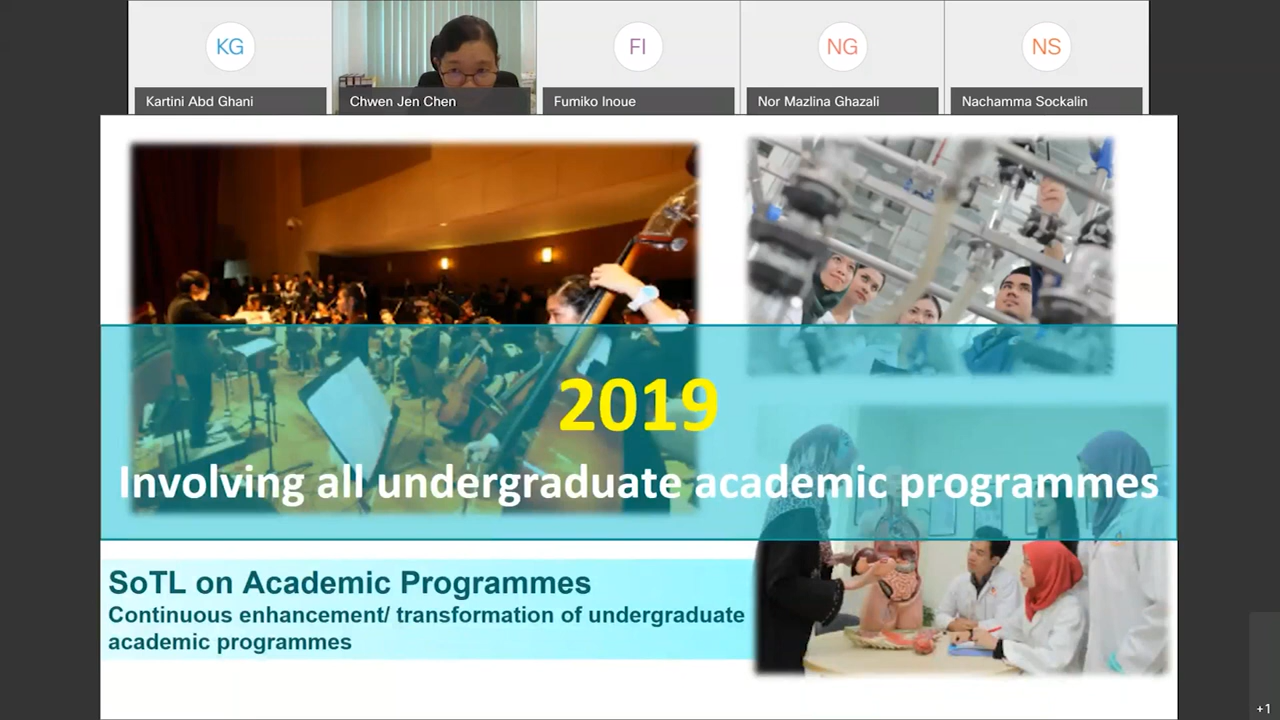 KG
FI
NG
NS
Kartini Abd Ghani
Chwen Jen Chen
Fumiko Inoue
Nor Mazlina Ghazali
Nachamma Sockalin
2019
Involving all undergraduate academic programmes
SoTL on Academic Programmes
Continuous enhancement/ transformation of undergraduate
academic programmes
+1